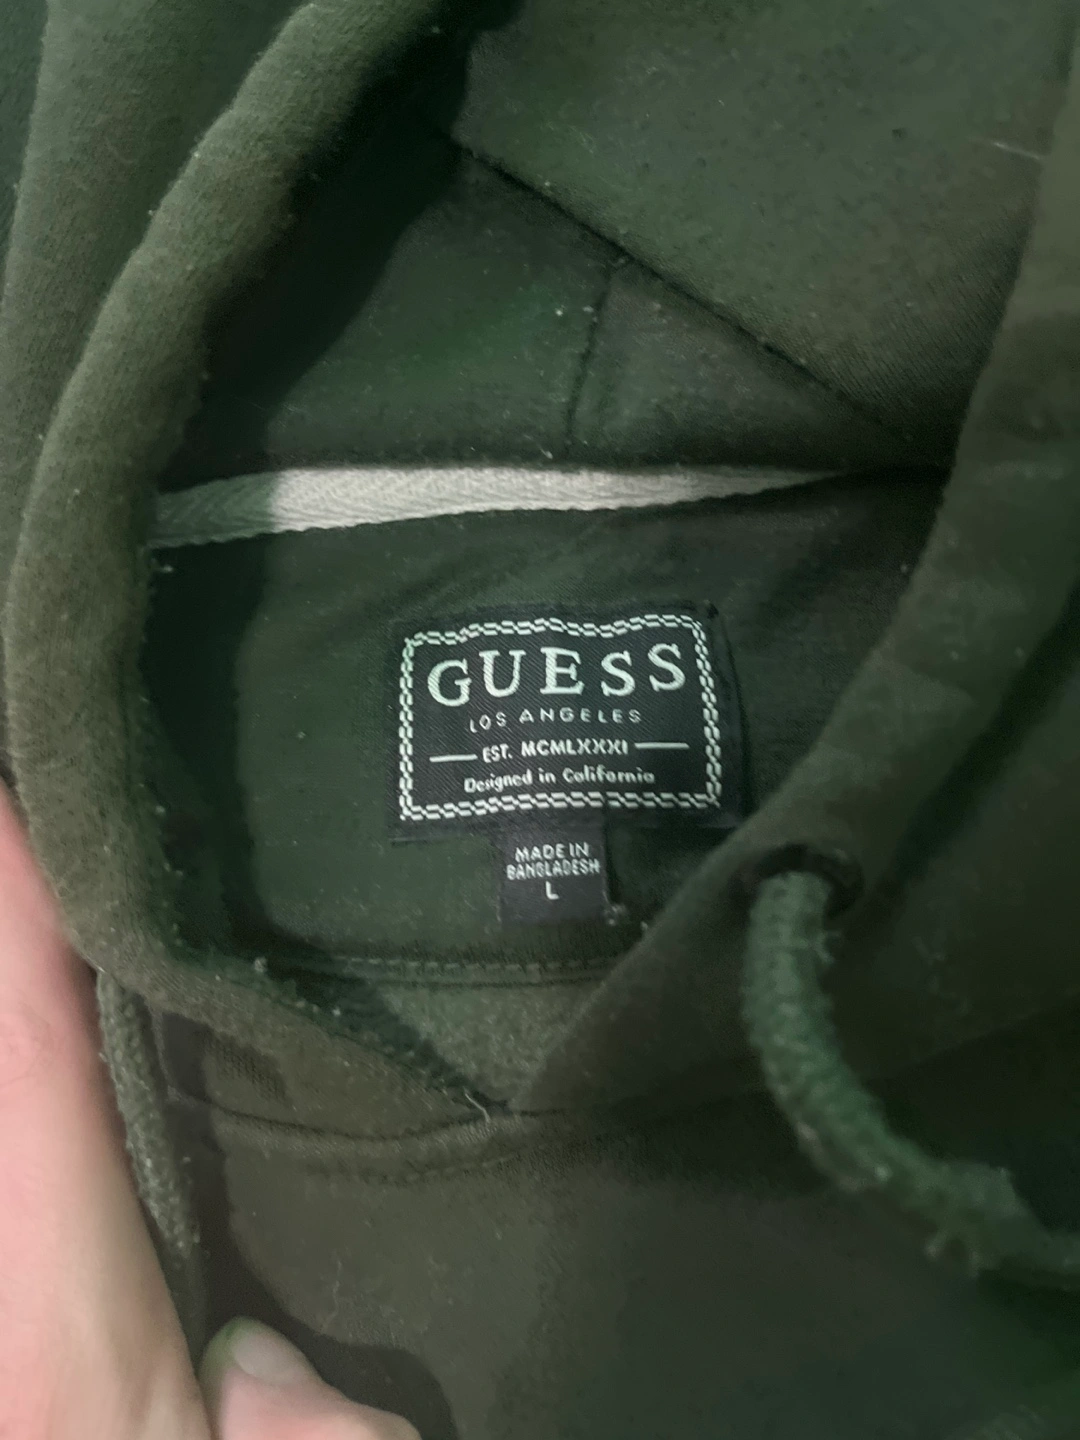 GUESS
LOS ANGELES
EST. MCMLXXXI
Designed in California
MADE IN
BANGLADESH
L